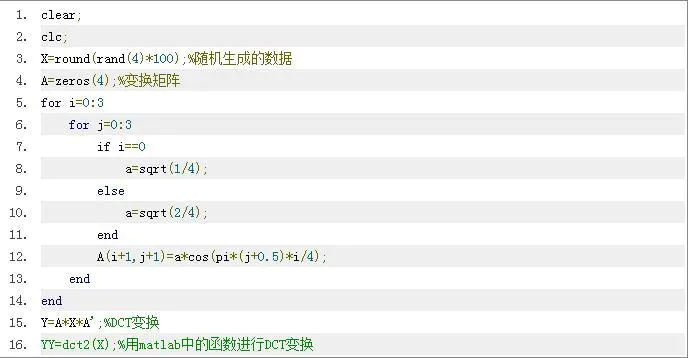 1. clear;
2. clc;
3. X=round(rand(4)*100);%随机生成的数据
4. A=zeros(4);%变换矩阵
5. for i=0:3
6.     for j=0:3
7.         if i==0
8.             a=sqrt(1/4);
9.         else
10.             a=sqrt(2/4);
11.         end
12.         A(i+1,j+1)=a*cos(pi*(j+0.5)*i/4);
13.     end
14. end
15. Y=A*X*A';%DCT变换
16. YY=dct2(X);%用matlab中的函数进行DCT变换